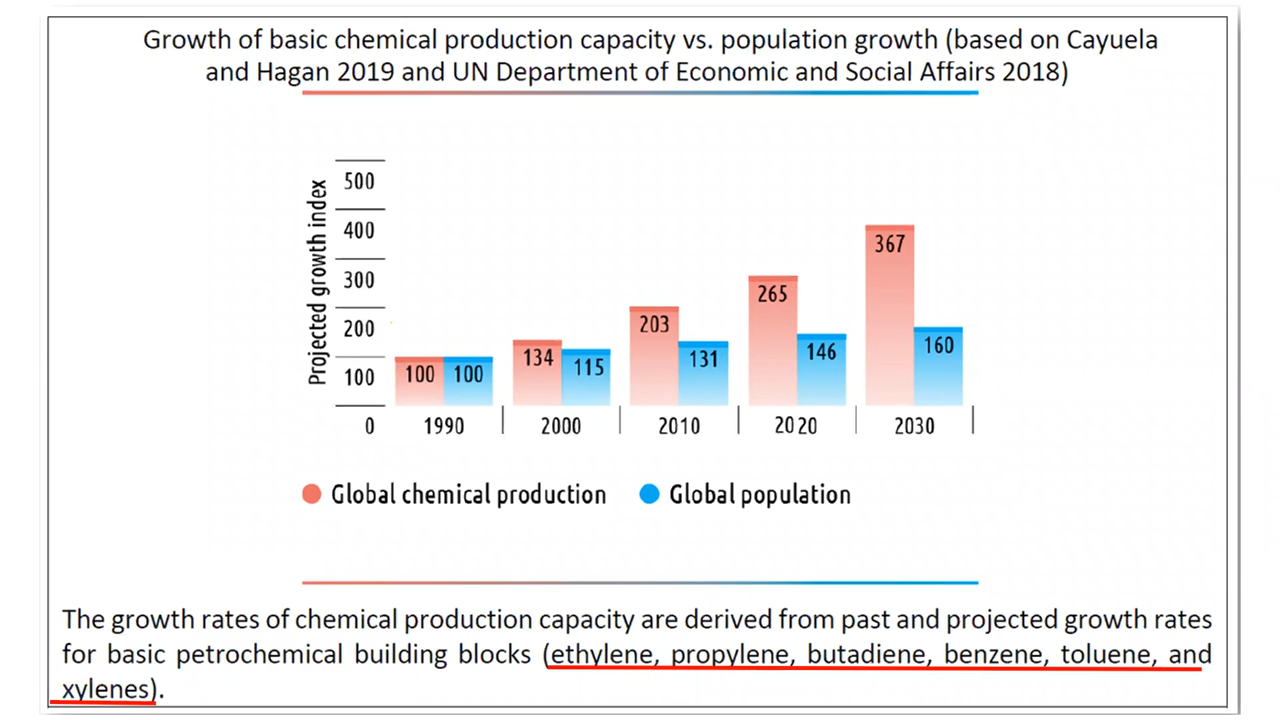 Growth of basic chemical production capacity vs. population growth (based on Cayuela
and Hagan 2019 and UN Department of Economic and Social Affairs 2018)
Projected growth index
500
400
300
200
100
0
100 100
134 115
203 131
265 146
367 160
1990 2000 2010 2020 2030
Global chemical production Global population
The growth rates of chemical production capacity are derived from past and projected growth rates
for basic petrochemical building blocks (ethylene, propylene, butadiene, benzene, toluene, and
xylenes).